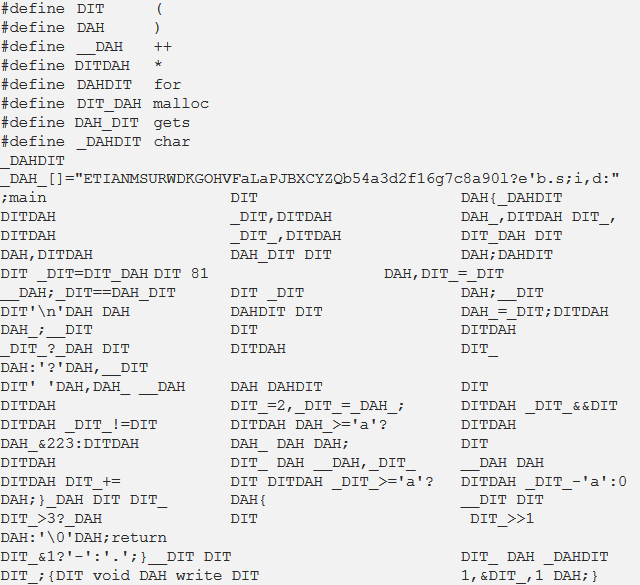 #define DIT (
#define DAH )
#define __DAH ++
#define DITDAH *
#define DAHDIT for
#define DIT_DAH malloc
#define DAH_DIT gets
#define _DAHDIT char
_DAHDIT
_DAH_[]="ETIANMSURWDKGOHVFaLaPJBXCYZQb54a3d2f16g7c8a90l?e'b.s;i,d:"
;main DIT DAH{_DAHDIT
DITDAH _DIT,DITDAH DAH_,DITDAH DIT_,
DITDAH _DIT_,DITDAH DIT_DAH DIT
DAH,DITDAH DAH_DIT DIT DAH;DAHDIT
DIT _DIT=DIT_DAH DIT 81 DAH,DIT_=_DIT
__DAH;_DIT==DAH_DIT DIT _DIT DAH;__DIT
DIT'\n'DAH DAH DAHDIT DIT DAH_=_DIT;DITDAH
DAH_;__DIT DIT DITDAH
_DIT_?_DAH DIT DITDAH DIT_
DAH:'?'DAH,__DIT
DIT' 'DAH,DAH_ __DAH DAH DAHDIT DIT
DITDAH DIT_=2,_DIT_=_DAH_; DITDAH _DIT_&&DIT
DITDAH _DIT_!=DIT DITDAH DAH_>='a'? DITDAH
DAH_&223:DITDAH DAH_ DAH DAH; DIT
DITDAH DIT_ DAH __DAH,_DIT_ __DAH DAH
DITDAH DIT_+= DIT DITDAH _DIT_>='a'? DITDAH _DIT_-'a':0
DAH;}_DAH DIT DIT_ DAH{ __DIT DIT
DIT_>3?_DAH DIT DIT_>>1
DAH:'\0'DAH;return
DIT_&1?'-':'.';}__DIT DIT DIT_ DAH _DAHDIT
DIT_;{DIT void DAH write DIT 1,&DIT_,1 DAH;}